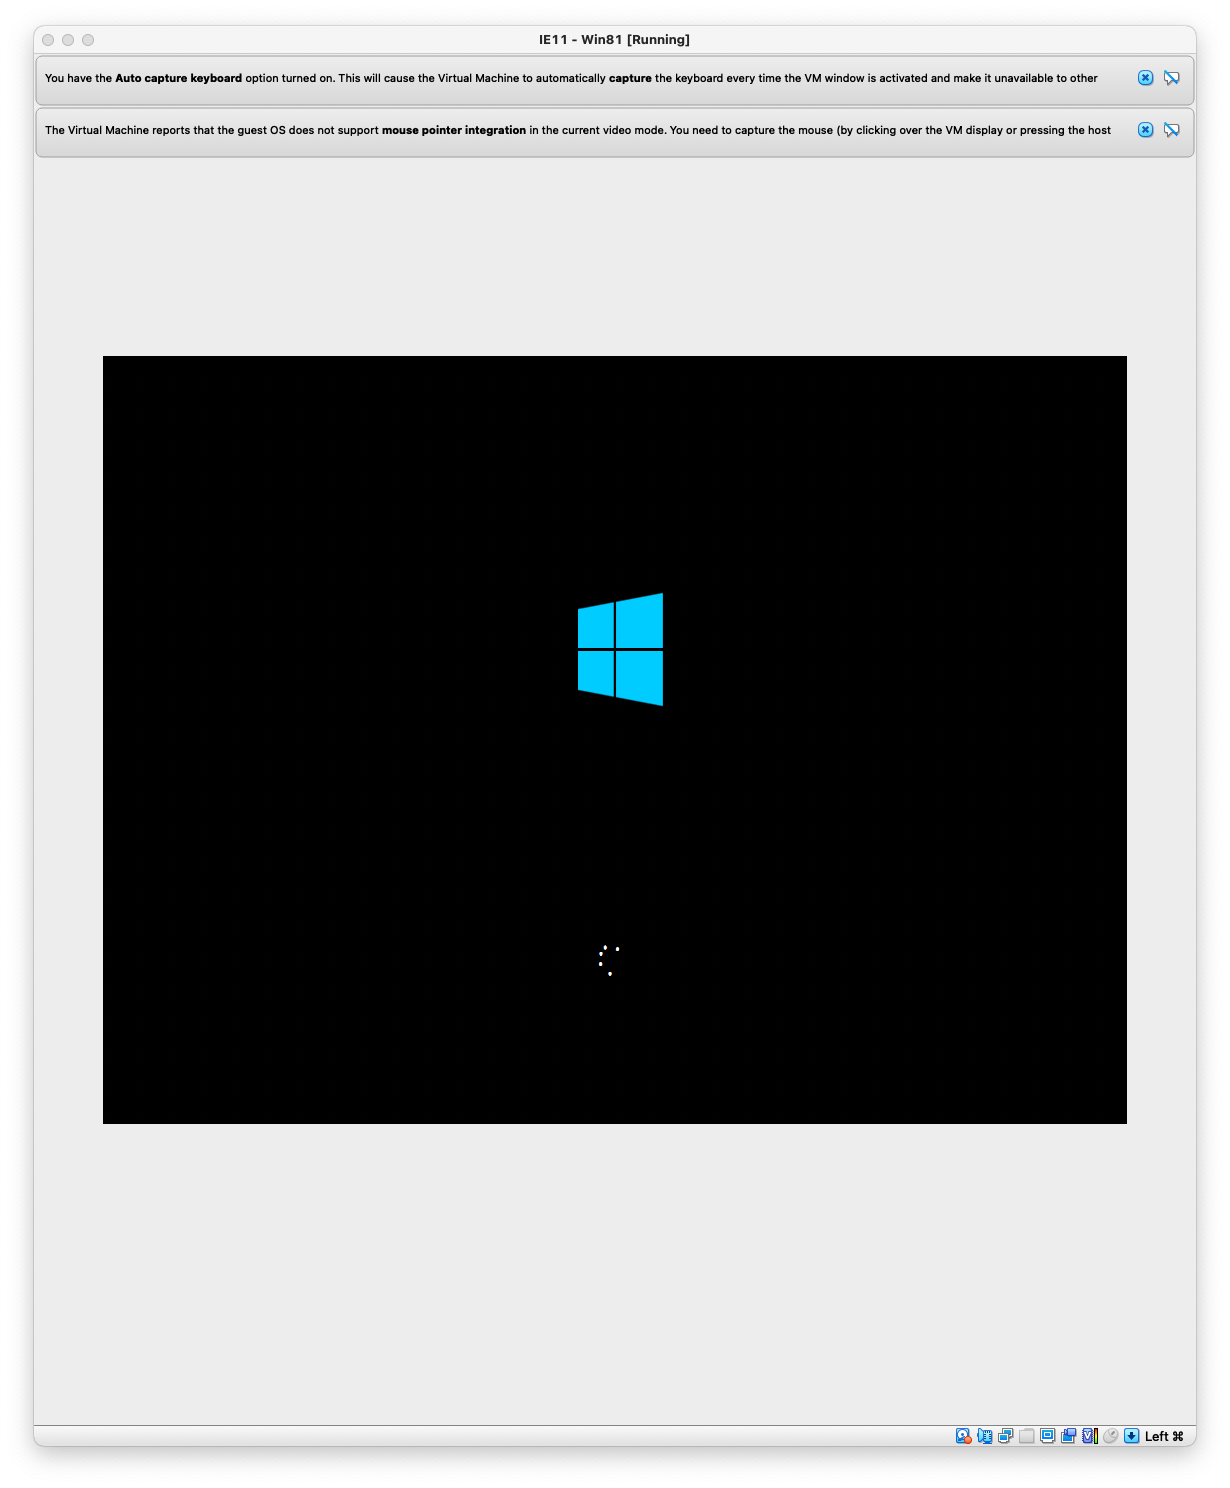 IE11 - Win81 [Running]
You have the Auto capture keyboard option turned on. This will cause the Virtual Machine to automatically capture the keyboard every time the VM window is activated and make it unavailable to other
The Virtual Machine reports that the guest OS does not support mouse pointer integration in the current video mode. You need to capture the mouse (by clicking over the VM display or pressing the host
Left ⌘